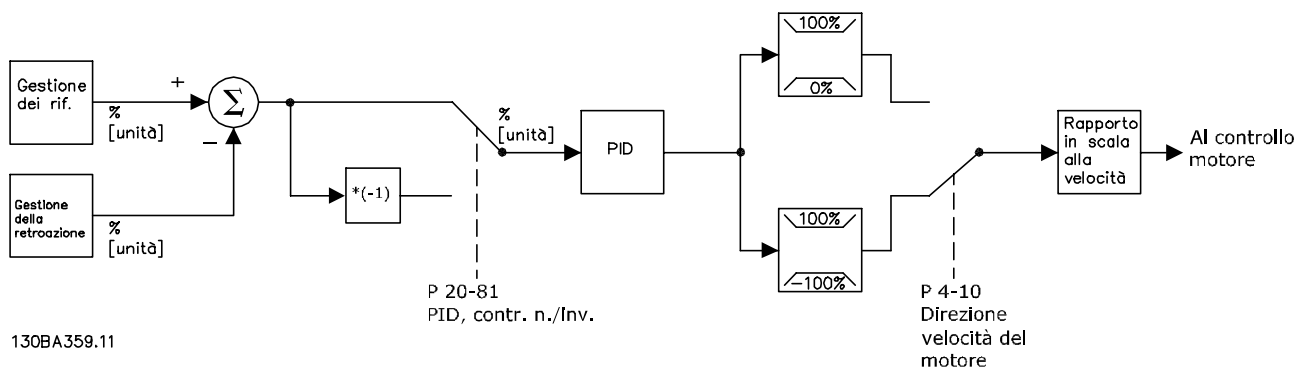 Gestione
dei rif.
+
%
[unità]
Σ
−
Gestione
della
retroazione
%
[unità]
*(-1)
%
[unità]
P 20-81
PID, contr. n./inv.
PID
100%
0%
100%
-100%
P 4-10
Direzione
velocità del
motore
Rapporto
in scala
alla
velocità
Al controllo
motore
130BA359.11